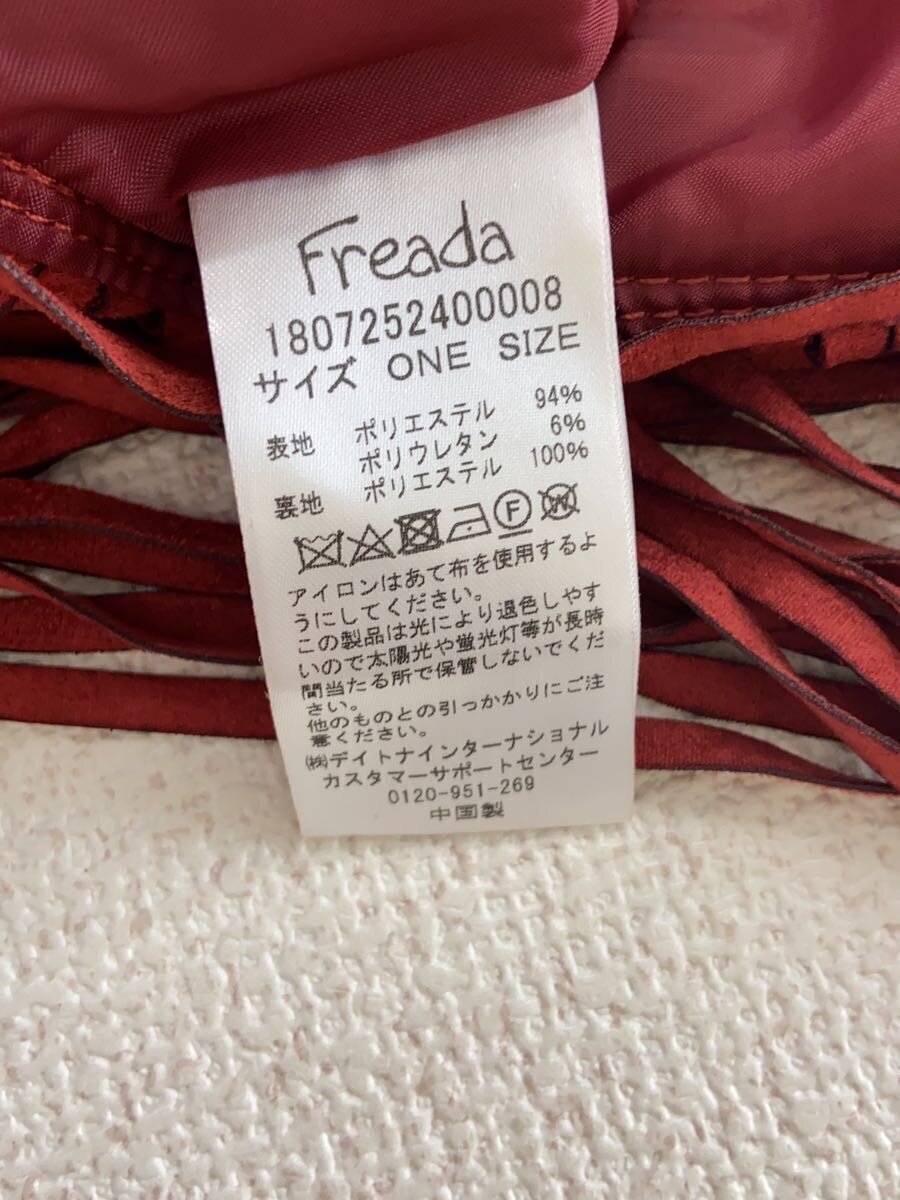 Freada
1807252400008
サイズ ONE SIZE
表地 ポリエステル 94%
ポリウレタン 6%
裏地 ポリエステル 100%
F W
アイロンはあて布を使用するよ
うにしてください。
この製品は光により退色しやす
いので太陽光や蛍光灯等が長時
間当たる所で保管しないでくだ
さい。
他のものとの引っかかりにご注
意ください。
㈱デイトナインターナショナル
カスタマーサポートセンター
0120-951-269
中国製